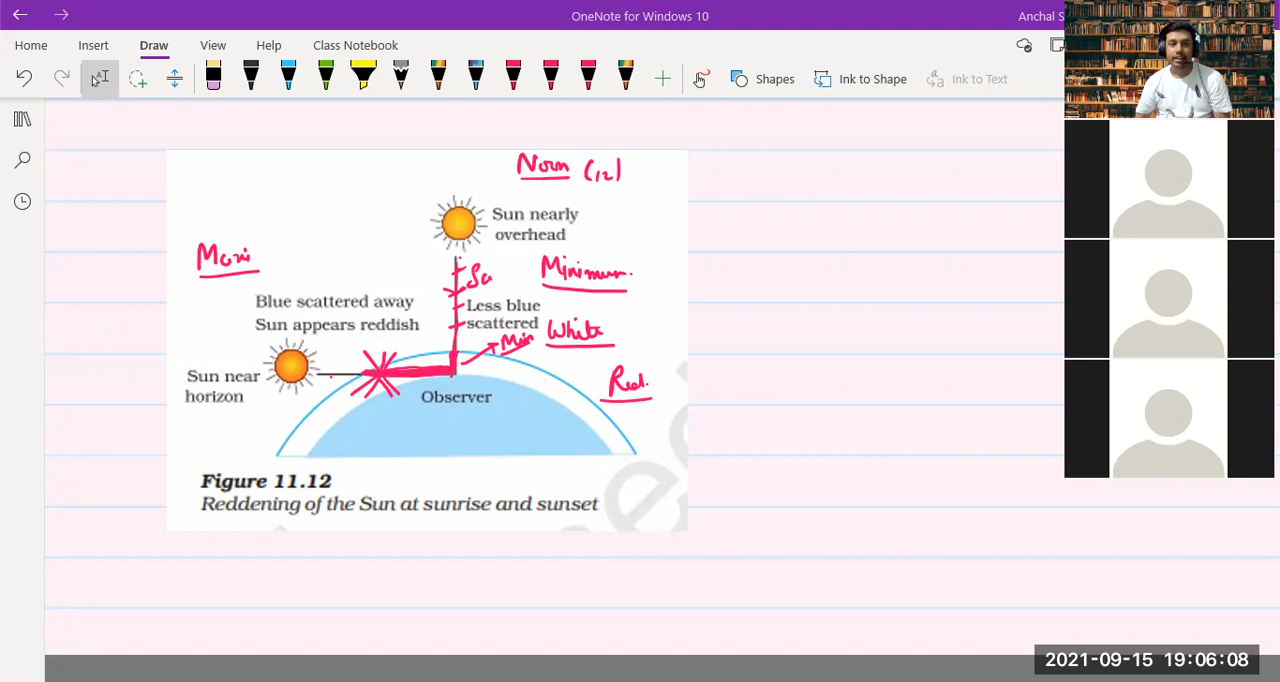 OneNote for Windows 10
Anchal S
Home Insert Draw View Help Class Notebook
Shapes Ink to Shape Ink to Text
Noon (12)
Sun nearly
overhead
Maxi
Sc
Minimum.
Blue scattered away
Sun appears reddish
Less blue
scattered
White
Min
Sun near
horizon
Red.
Observer
Figure 11.12
Reddening of the Sun at sunrise and sunset
2021-09-15 19:06:08